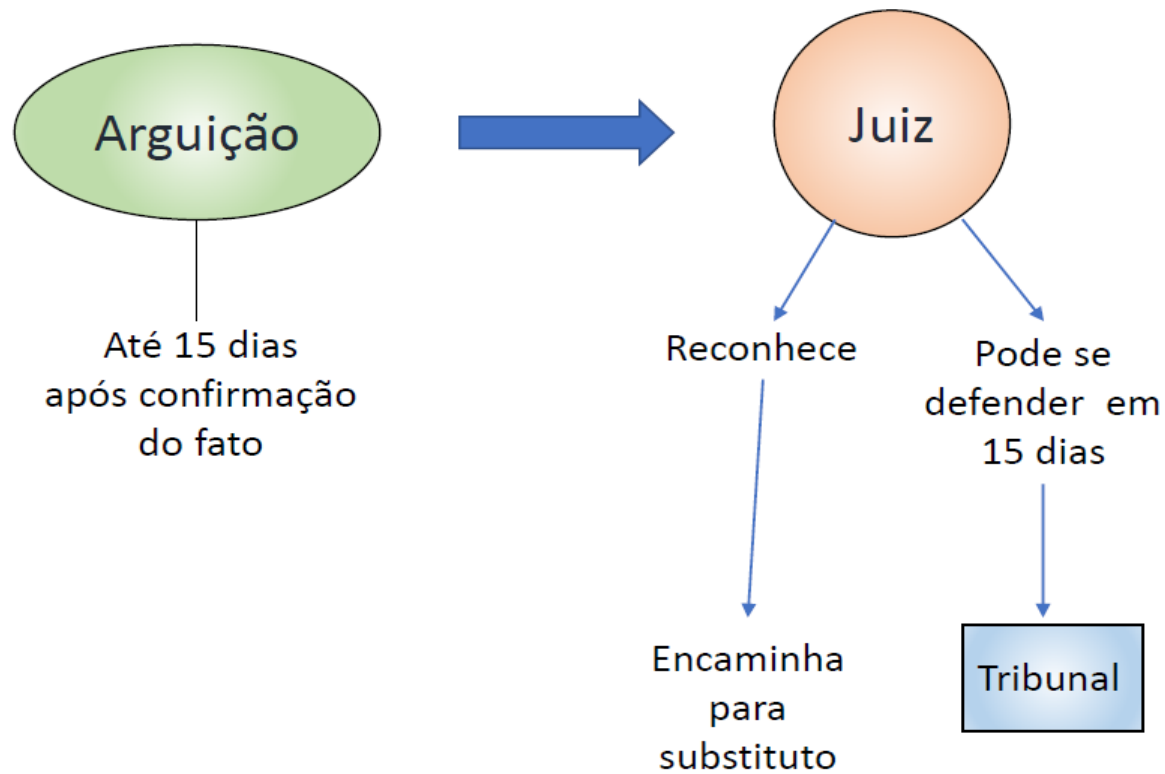 Arguição
Juiz
Até 15 dias
após confirmação
do fato
Reconhece
Pode se
defender em
15 dias
Encaminha
para
substituto
Tribunal